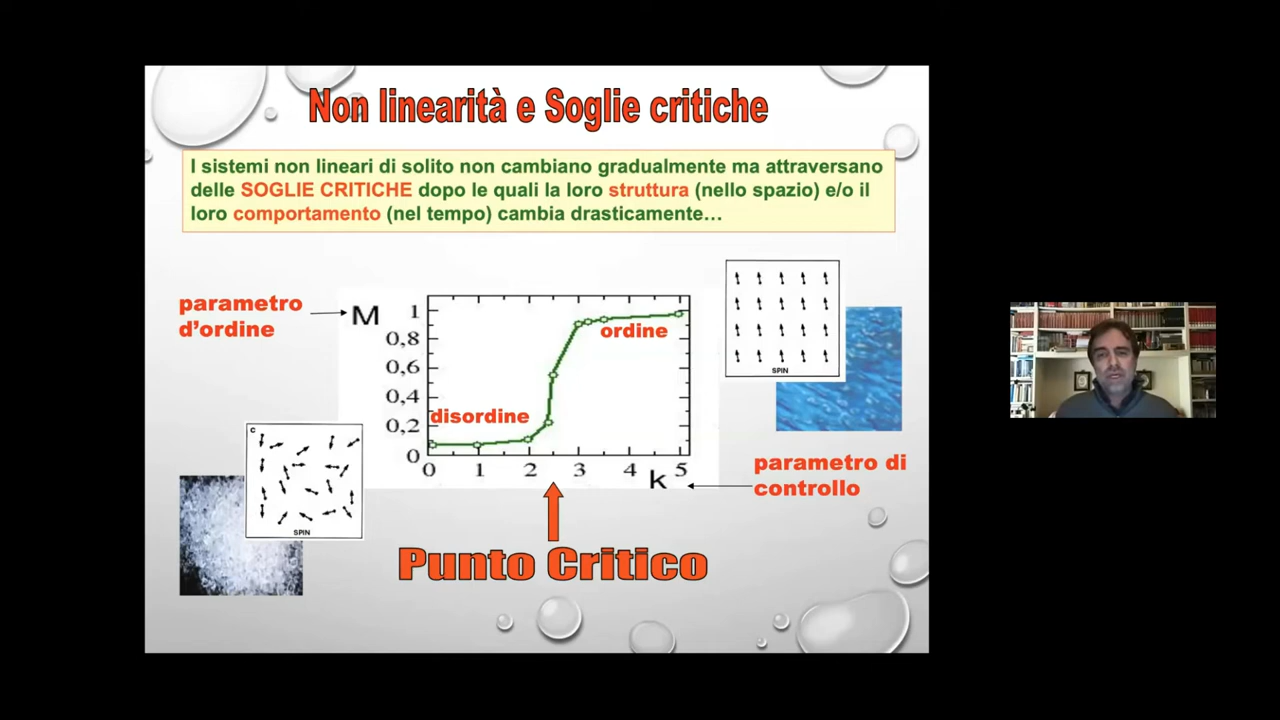 Non linearità e Soglie critiche
I sistemi non lineari di solito non cambiano gradualmente ma attraversano
delle SOGLIE CRITICHE dopo le quali la loro struttura (nello spazio) e/o il
loro comportamento (nel tempo) cambia drasticamente…
parametro
d'ordine
M
1
0,8
0,6
0,4
0,2
0
ordine
disordine
0 1 2 3 4 5
k
SPIN
parametro di
controllo
c
SPIN
Punto Critico